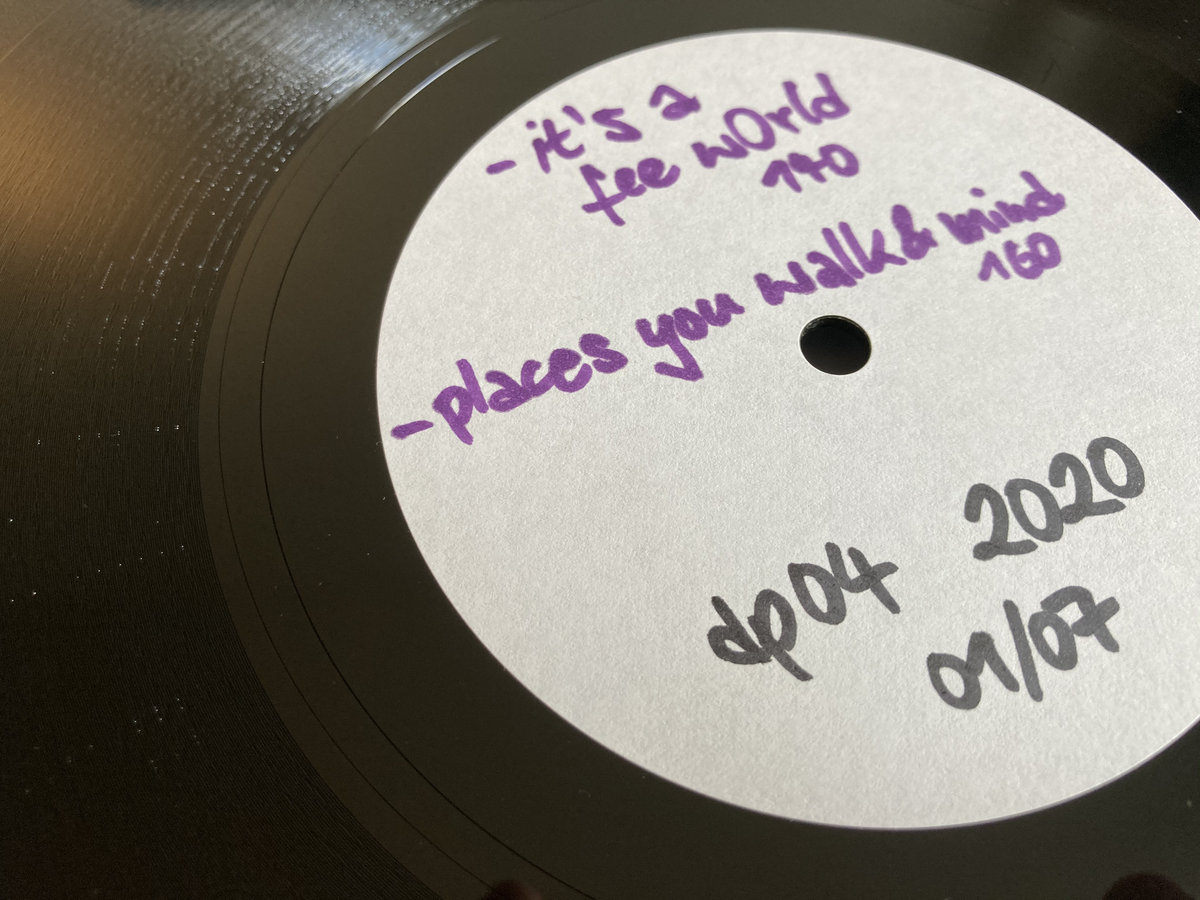 - it's a
fee wOrld
140
- places you walk & mind
160
dp04 2020
01/07